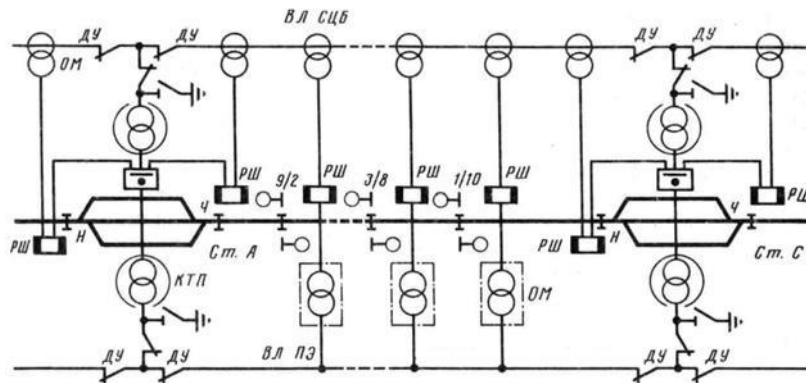 ВЛ СЦБ
ДУ ДУ ДУ ДУ
ОМ
РШ 9/2 РШ 3/8 РШ 1/10 РШ
РШ
Н Ч Н Ч
РШ Ст. А РШ Ст. С
КТП ОМ
ВЛ ПЭ
ДУ ДУ ДУ ДУ